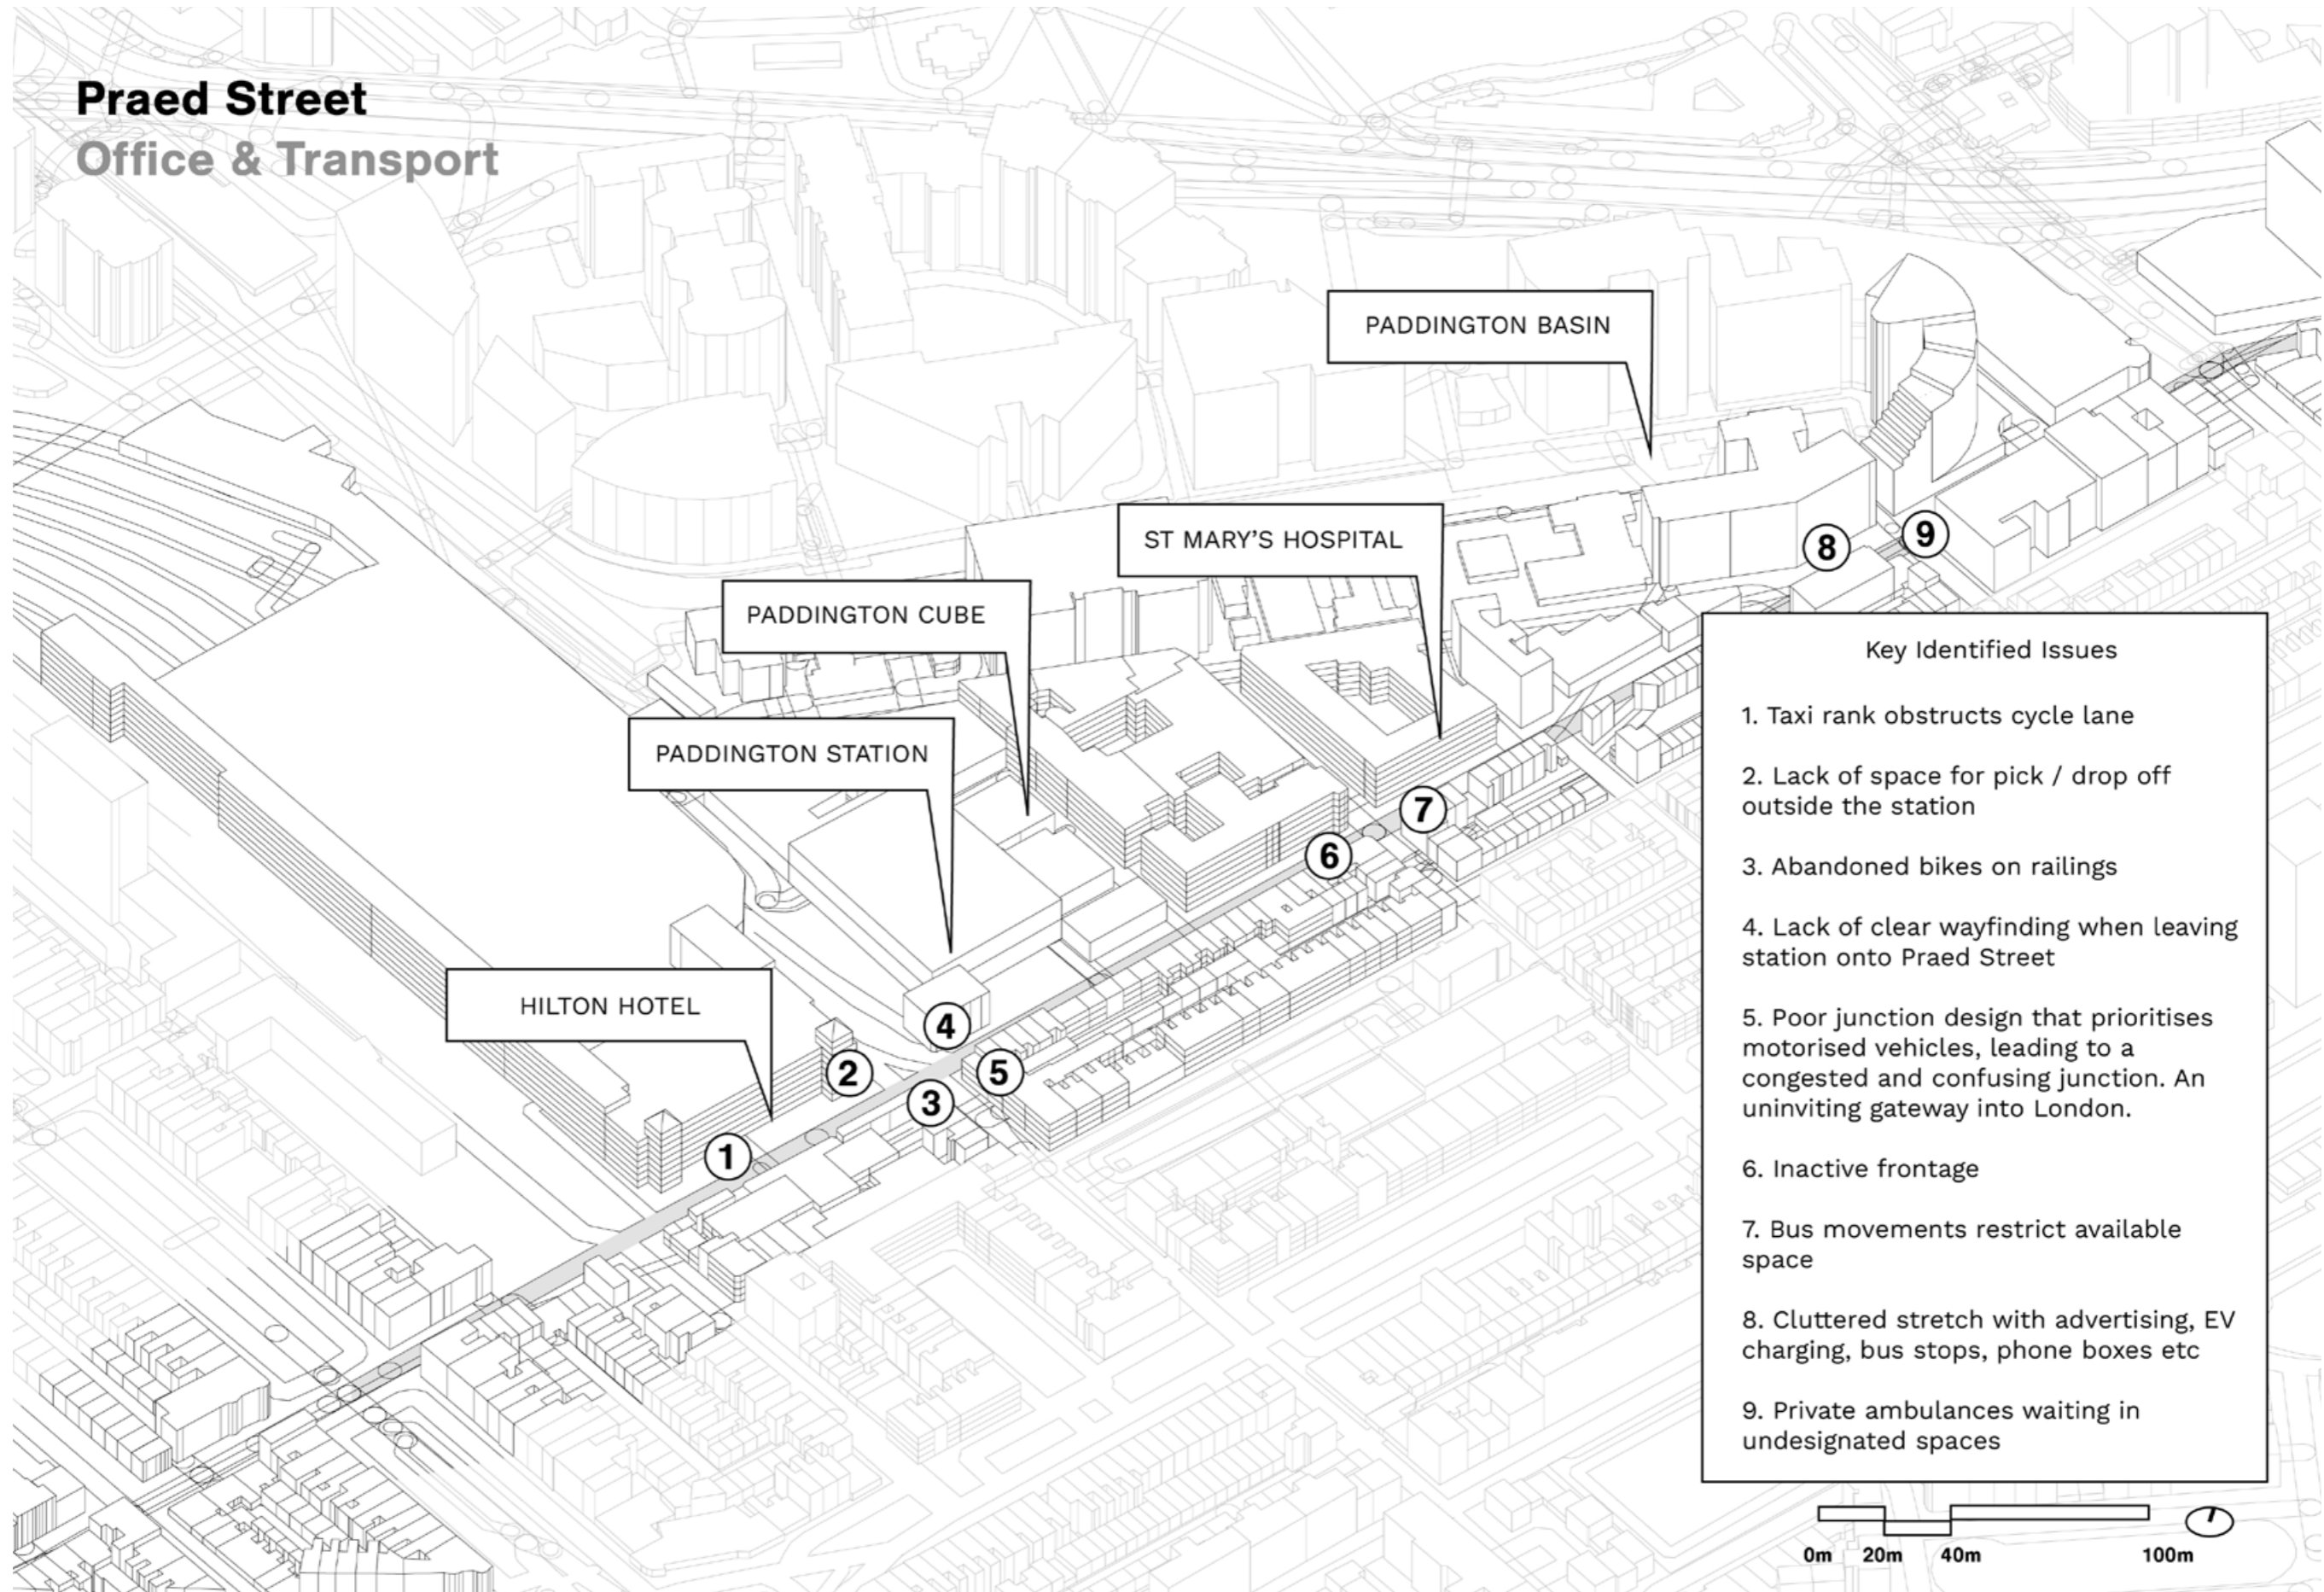 Praed Street
Office & Transport
PADDINGTON BASIN
ST MARY'S HOSPITAL
PADDINGTON CUBE
PADDINGTON STATION
HILTON HOTEL
1
2
3
4
5
6
7
8
9
Key Identified Issues
1. Taxi rank obstructs cycle lane
2. Lack of space for pick / drop off
outside the station
3. Abandoned bikes on railings
4. Lack of clear wayfinding when leaving
station onto Praed Street
5. Poor junction design that prioritises
motorised vehicles, leading to a
congested and confusing junction. An
uninviting gateway into London.
6. Inactive frontage
7. Bus movements restrict available
space
8. Cluttered stretch with advertising, EV
charging, bus stops, phone boxes etc
9. Private ambulances waiting in
undesignated spaces
0m 20m 40m 100m